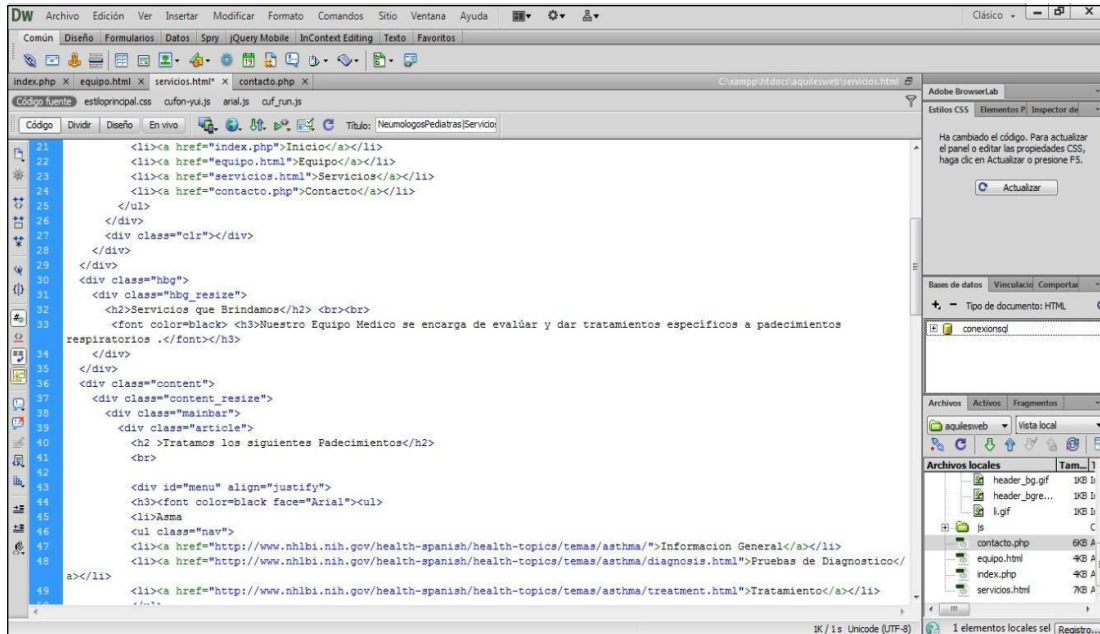 DW Archivo Edición Ver Insertar Modificar Formato Comandos Sitio Ventana Ayuda Clásico
Común Diseño Formularios Datos Spry jQuery Mobile InContext Editing Texto Favoritos
index.php × equipo.html × servicios.html* × contacto.php × C:\xampp\htdocs\aquilesweb\servicios.html
Código fuente estiloprincipal.css cufon-yui.js arial.js cuf_run.js
Código Dividir Diseño En vivo Título: NeumologosPediatras|Servicio
21 <li><a href="index.php">Inicio</a></li>
22 <li><a href="equipo.html">Equipo</a></li>
23 <li><a href="servicios.html">Servicios</a></li>
24 <li><a href="contacto.php">Contacto</a></li>
25 </ul>
26 </div>
27 <div class="clr"></div>
28 </div>
29 </div>
30 <div class="hbg">
31 <div class="hbg_resize">
32 <h2>Servicios que Brindamos</h2> <br><br>
33 <font color=black> <h3>Nuestro Equipo Medico se encarga de evalúar y dar tratamientos específicos a padecimientos
respiratorios .</font></h3>
34 </div>
35 </div>
36 <div class="content">
37 <div class="content_resize">
38 <div class="mainbar">
39 <div class="article">
40 <h2 >Tratamos los siguientes Padecimientos</h2>
41 <br>
42
43 <div id="menu" align="justify">
44 <h3><font color=black face="Arial"><ul>
45 <li>Asma
46 <ul class="nav">
47 <li><a href="http://www.nhlbi.nih.gov/health-spanish/health-topics/temas/asthma/">Informacion General</a></li>
48 <li><a href="http://www.nhlbi.nih.gov/health-spanish/health-topics/temas/asthma/diagnosis.html">Pruebas de Diagnostico</
a></li>
49 <li><a href="http://www.nhlbi.nih.gov/health-spanish/health-topics/temas/asthma/treatment.html">Tratamiento</a></li>
1K / 1 s Unicode (UTF-8)
Adobe BrowserLab
Estilos CSS Elementos P Inspector de
Ha cambiado el código. Para actualizar
el panel o editar las propiedades CSS,
haga clic en Actualizar o presione F5.
Actualizar
Bases de datos Vinculacio Comportar
Tipo de documento: HTML
conexionsql
Archivos Activos Fragmentos
aquilesweb Vista local
Archivos locales Tam...
header_bg.gif 1KB
header_bgre... 1KB
li.gif 1KB
js
contacto.php 6KB A
equipo.html 4KB A
index.php 4KB A
servicios.html 7KB A
1 elementos locales sel Registro...